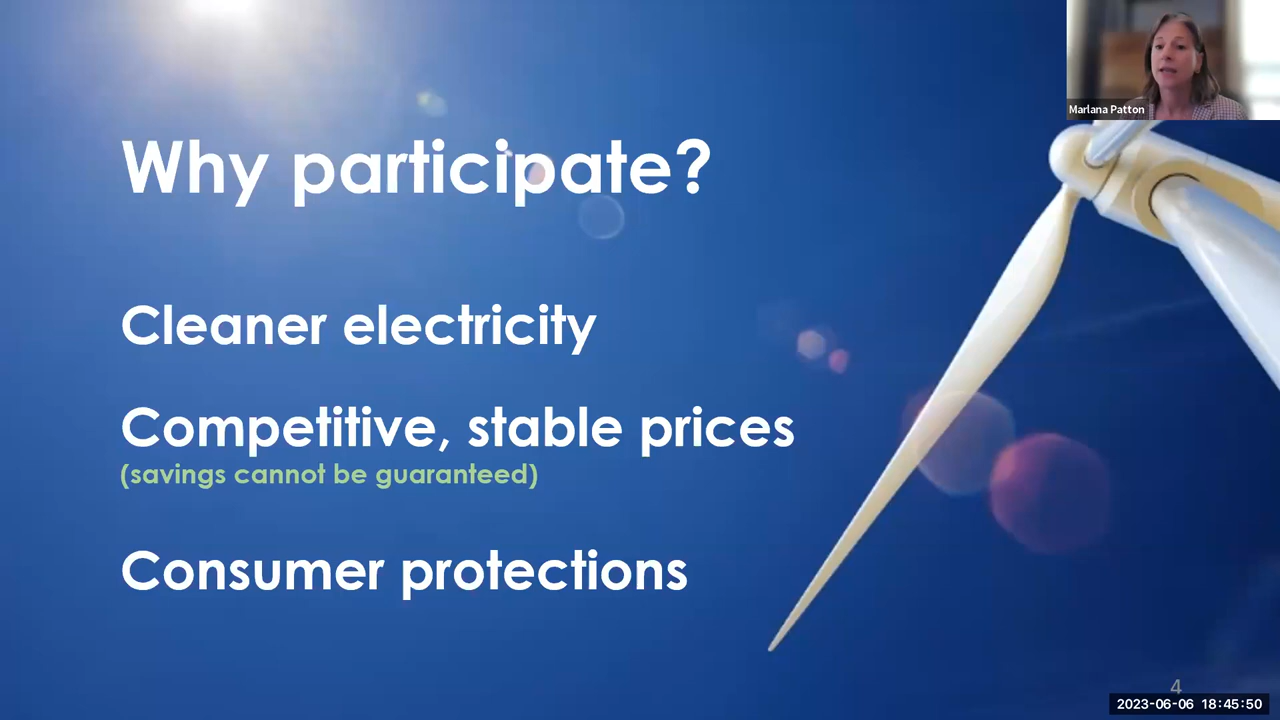 Marlana Patton
Why participate?
Cleaner electricity
Competitive, stable prices
(savings cannot be guaranteed)
Consumer protections
4
2023-06-06 18:45:50